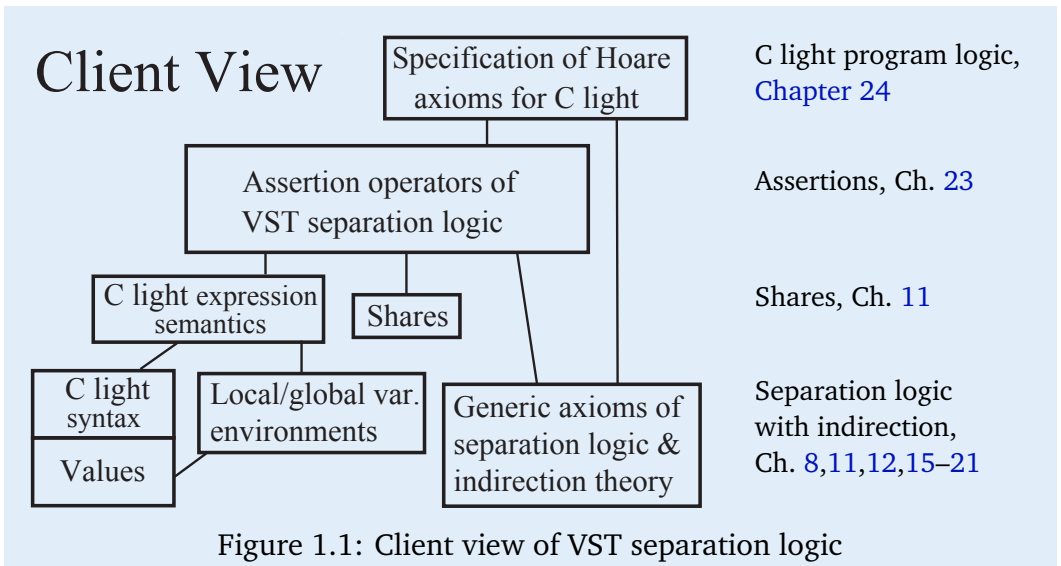 Client View
Specification of Hoare
axioms for C light
C light program logic,
Chapter 24
Assertion operators of
VST separation logic
Assertions, Ch. 23
C light expression
semantics
Shares
Shares, Ch. 11
C light
syntax
Values
Local/global var.
environments
Generic axioms of
separation logic &
indirection theory
Separation logic
with indirection,
Ch. 8,11,12,15–21
Figure 1.1: Client view of VST separation logic